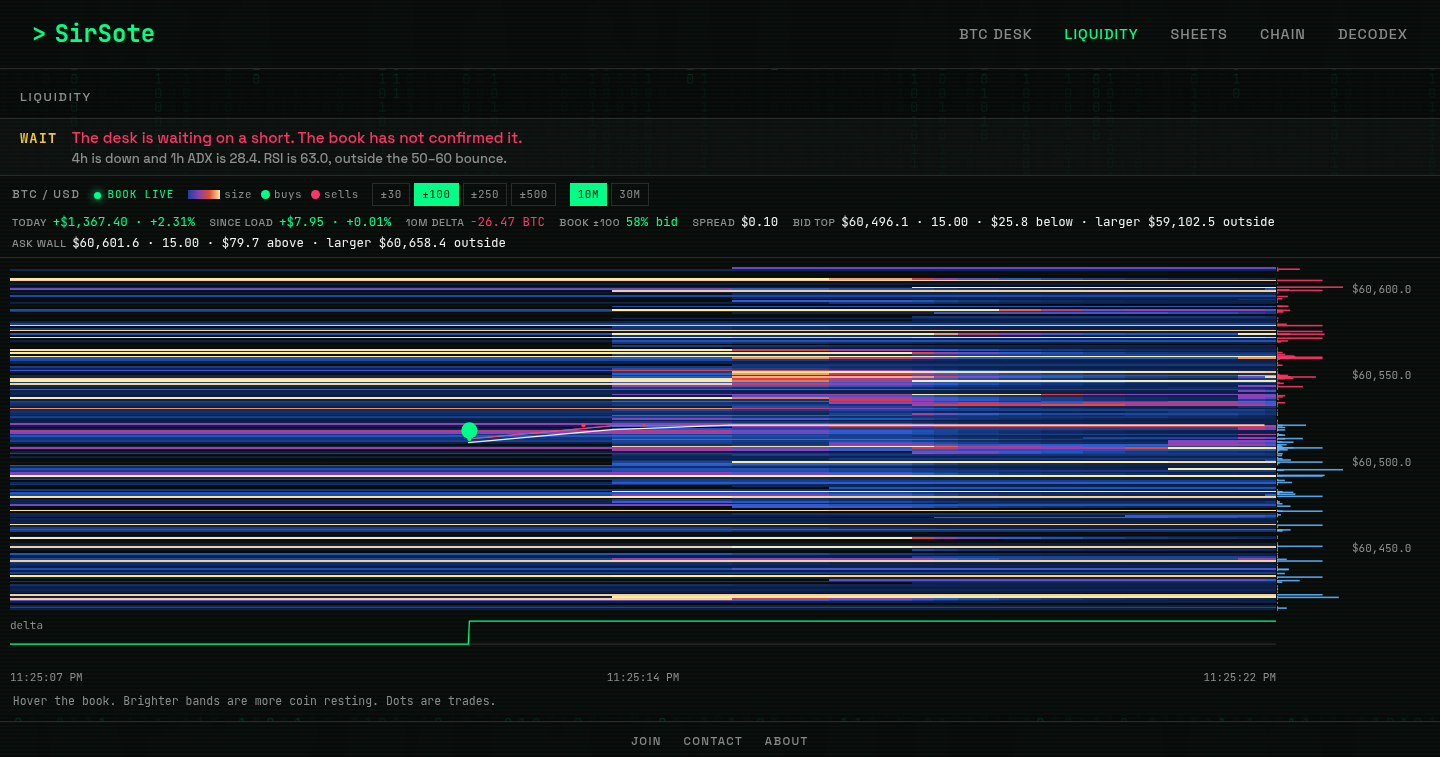 > SirSote
BTC DESK LIQUIDITY SHEETS CHAIN DECODEX
LIQUIDITY
WAIT The desk is waiting on a short. The book has not confirmed it.
4h is down and 1h ADX is 28.4. RSI is 63.0, outside the 50–60 bounce.
BTC / USD BOOK LIVE size buys sells ±30 ±100 ±250 ±500 10M 30M
TODAY +$1,367.40 · +2.31% SINCE LOAD +$7.95 · +0.01% 10M DELTA -26.47 BTC BOOK ±100 58% bid SPREAD $0.10 BID TOP $60,496.1 · 15.00 · $25.8 below · larger $59,102.5 outside
ASK WALL $60,601.6 · 15.00 · $79.7 above · larger $60,658.4 outside
$60,600.0
$60,550.0
$60,500.0
$60,450.0
delta
11:25:07 PM 11:25:14 PM 11:25:22 PM
Hover the book. Brighter bands are more coin resting. Dots are trades.
JOIN CONTACT ABOUT